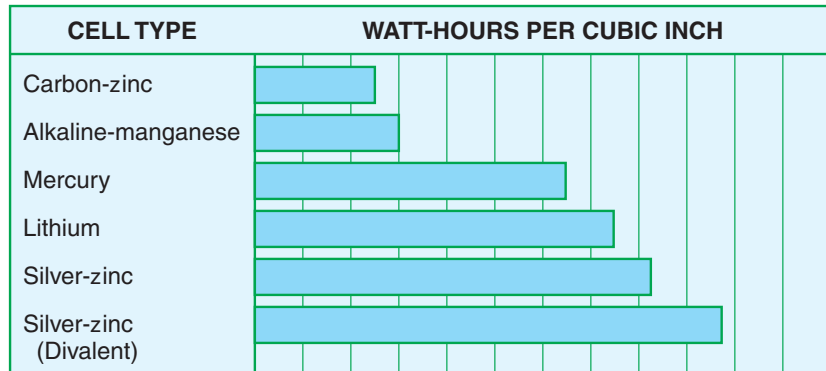 CELL TYPE WATT-HOURS PER CUBIC INCH
Carbon-zinc
Alkaline-manganese
Mercury
Lithium
Silver-zinc
Silver-zinc
(Divalent)